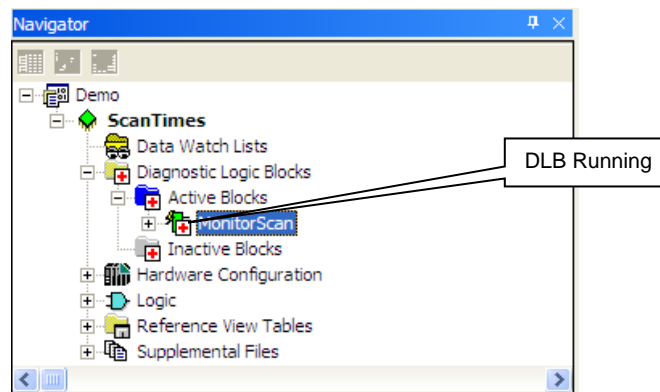 Navigator
Demo
ScanTimes
Data Watch Lists
Diagnostic Logic Blocks
DLB Running
Active Blocks
MonitorScan
Inactive Blocks
Hardware Configuration
Logic
Reference View Tables
Supplemental Files